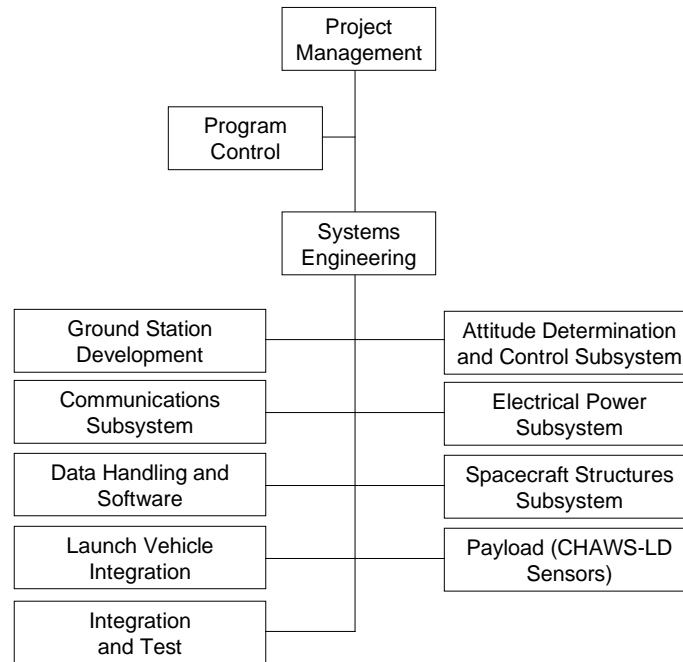 Project
Management
Program
Control
Systems
Engineering
Ground Station
Development
Attitude Determination
and Control Subsystem
Communications
Subsystem
Electrical Power
Subsystem
Data Handling and
Software
Spacecraft Structures
Subsystem
Launch Vehicle
Integration
Payload (CHAWS-LD
Sensors)
Integration
and Test